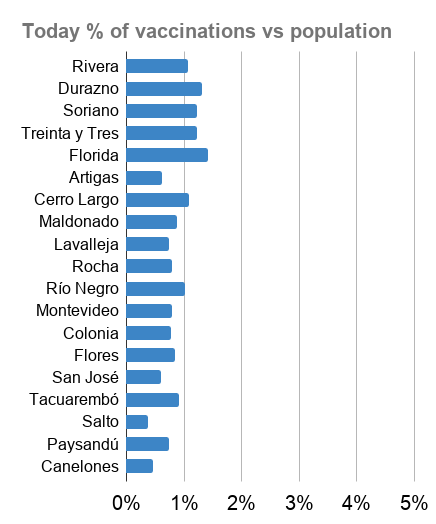 Today % of vaccinations vs population
Rivera
Durazno
Soriano
Treinta y Tres
Florida
Artigas
Cerro Largo
Maldonado
Lavalleja
Rocha
Río Negro
Montevideo
Colonia
Flores
San José
Tacuarembó
Salto
Paysandú
Canelones
0% 1% 2% 3% 4% 5%